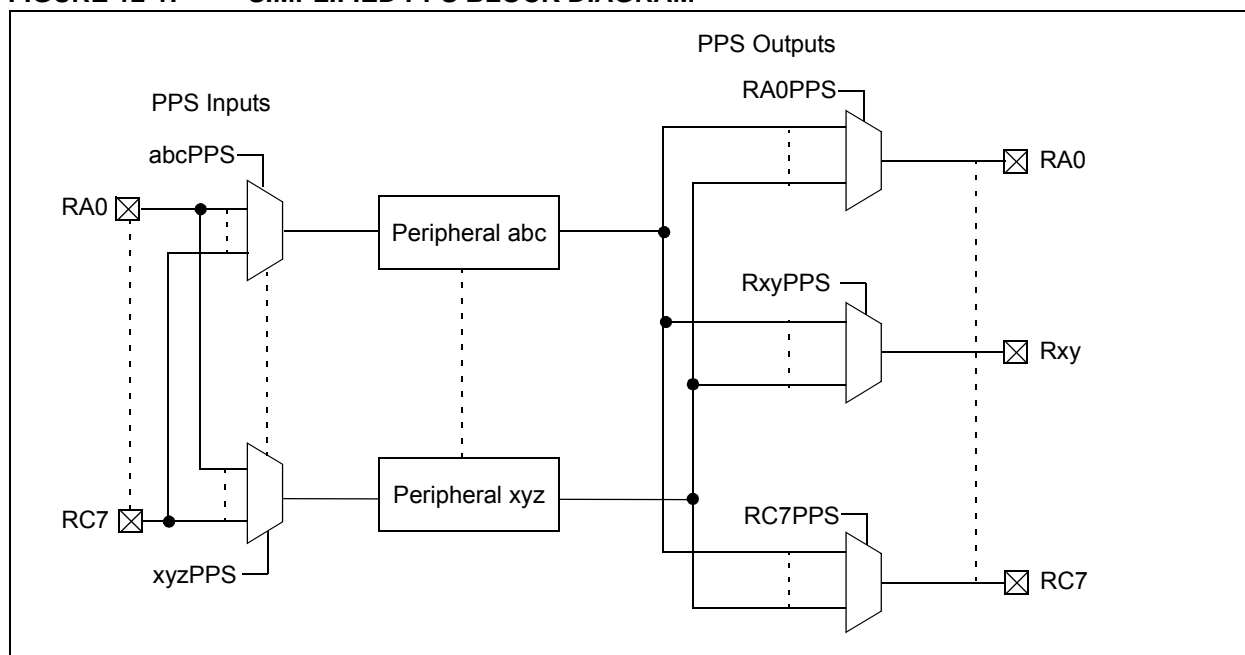 PPS Outputs
RA0PPS
PPS Inputs
abcPPS
RA0
RA0
Peripheral abc
RxyPPS
Rxy
Peripheral xyz
RC7
RC7PPS
xyzPPS
RC7